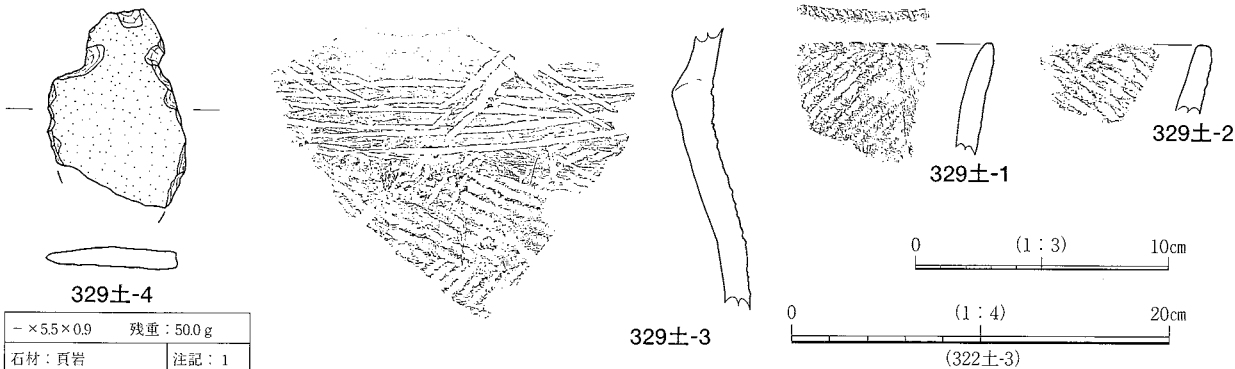 329土-4
－×5.5×0.9 残重：50.0 g
石材：頁岩 注記：1
329土-3
329土-1
329土-2
0 (1：3) 10cm
0 (1：4) 20cm
(322土-3)